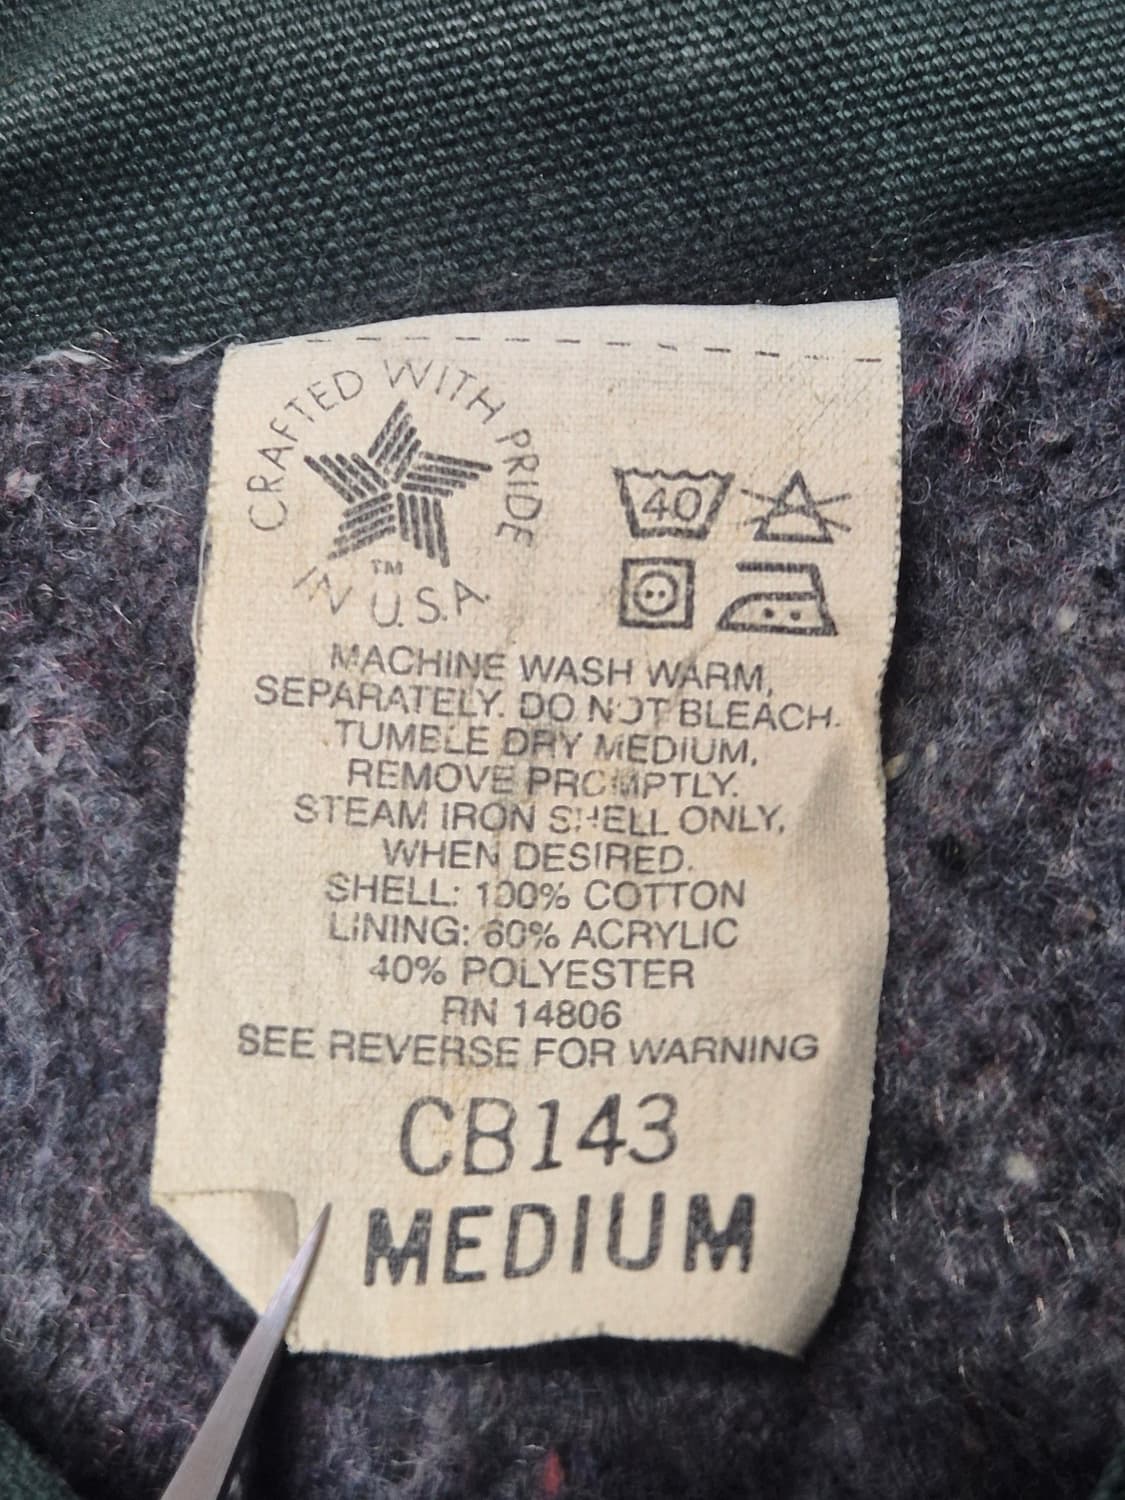 CRAFTED WITH PRIDE
TM
IN U.S.A.
40
MACHINE WASH WARM,
SEPARATELY. DO NOT BLEACH.
TUMBLE DRY MEDIUM,
REMOVE PROMPTLY.
STEAM IRON SHELL ONLY,
WHEN DESIRED.
SHELL: 100% COTTON
LINING: 60% ACRYLIC
40% POLYESTER
RN 14806
SEE REVERSE FOR WARNING
CB143
MEDIUM